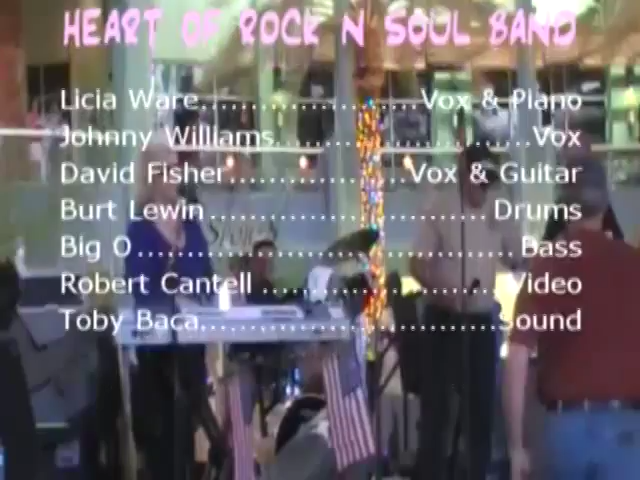 HEART OF ROCK N SOUL BAND
Licia Ware......................Vox & Piano
Johnny Williams..........................Vox
David Fisher................Vox & Guitar
Burt Lewin..........................Drums
Big O....................................Bass
Robert Cantell ......................Video
Toby Baca............................Sound